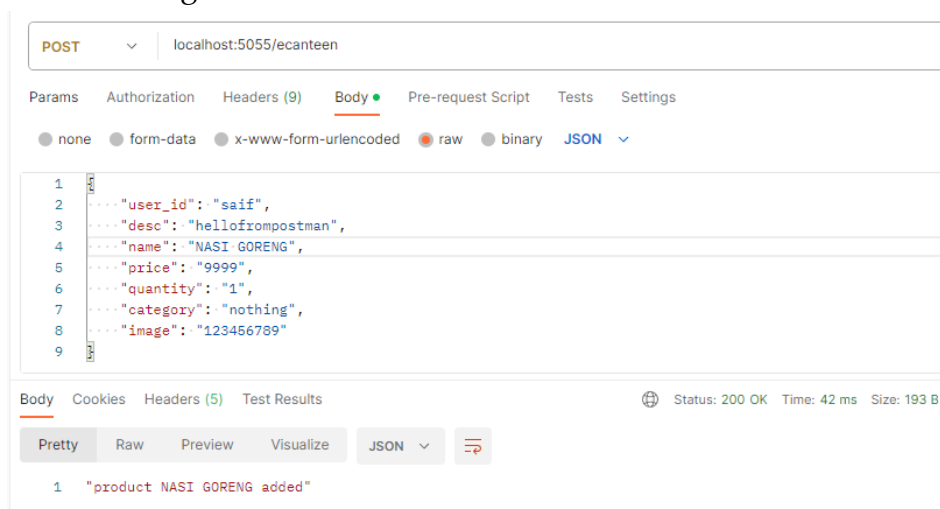 POST localhost:5055/ecanteen
Params Authorization Headers (9) Body Pre-request Script Tests Settings
none form-data x-www-form-urlencoded raw binary JSON
1 {
2 "user_id": "saif",
3 "desc": "hellofrompostman",
4 "name": "NASI GORENG",
5 "price": "9999",
6 "quantity": "1",
7 "category": "nothing",
8 "image": "123456789"
9 }
Body Cookies Headers (5) Test Results Status: 200 OK Time: 42 ms Size: 193 B
Pretty Raw Preview Visualize JSON
1 "product NASI GORENG added"